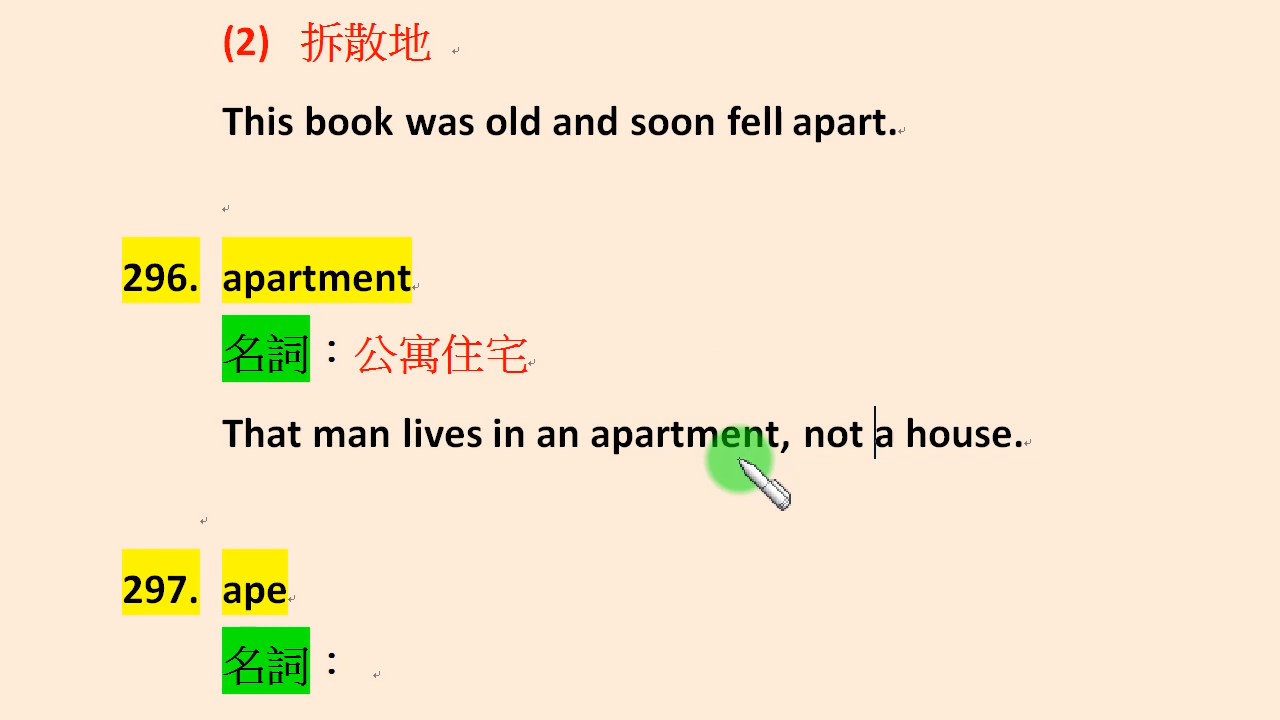 (2) 拆散地
This book was old and soon fell apart.
296. apartment
名詞：公寓住宅
That man lives in an apartment, not a house.
297. ape
名詞：